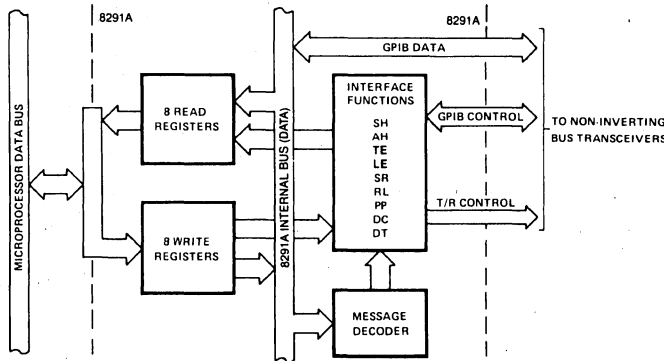 8291A
8291A
GPIB DATA
MICROPROCESSOR DATA BUS
8 READ
REGISTERS
8 WRITE
REGISTERS
8291A INTERNAL BUS (DATA)
INTERFACE
FUNCTIONS
SH
AH
TE
LE
SR
RL
PP
DC
DT
GPIB CONTROL
T/R CONTROL
TO NON-INVERTING
BUS TRANSCEIVERS
MESSAGE
DECODER